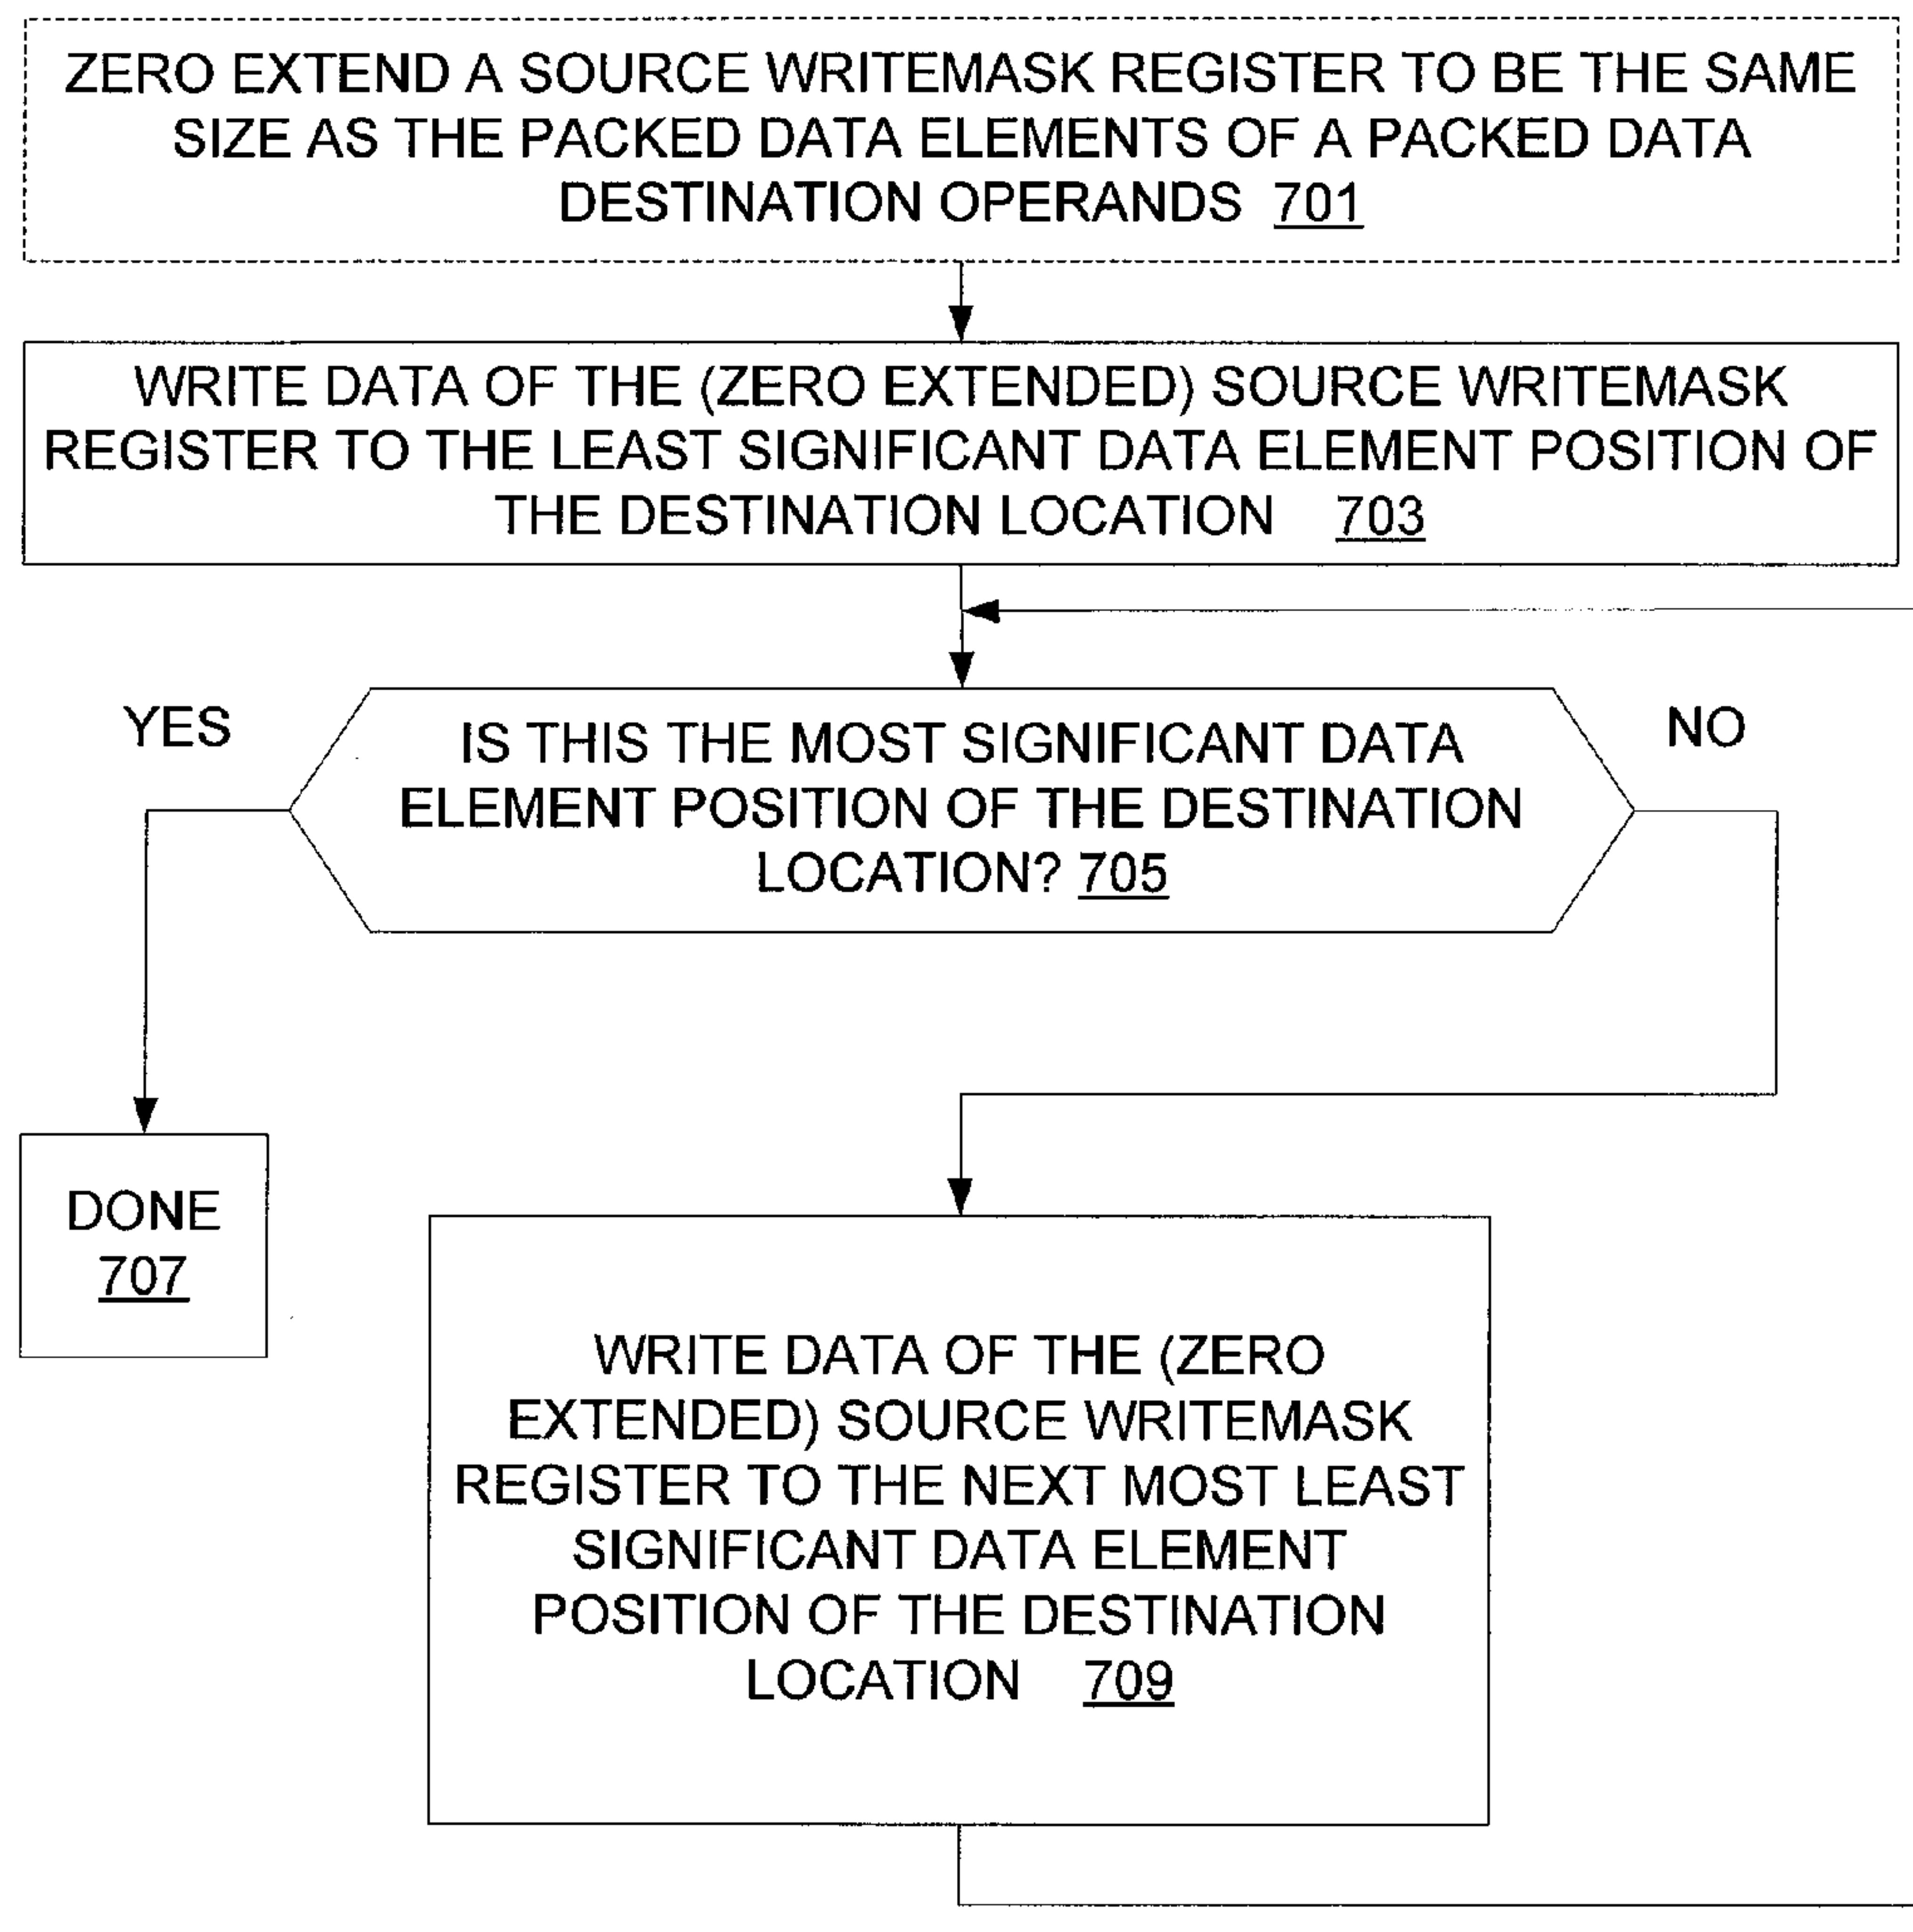 ZERO EXTEND A SOURCE WRITEMASK REGISTER TO BE THE SAME
SIZE AS THE PACKED DATA ELEMENTS OF A PACKED DATA
DESTINATION OPERANDS 701
WRITE DATA OF THE (ZERO EXTENDED) SOURCE WRITEMASK
REGISTER TO THE LEAST SIGNIFICANT DATA ELEMENT POSITION OF
THE DESTINATION LOCATION 703
YES
NO
IS THIS THE MOST SIGNIFICANT DATA
ELEMENT POSITION OF THE DESTINATION
LOCATION? 705
DONE
707
WRITE DATA OF THE (ZERO
EXTENDED) SOURCE WRITEMASK
REGISTER TO THE NEXT MOST LEAST
SIGNIFICANT DATA ELEMENT
POSITION OF THE DESTINATION
LOCATION 709